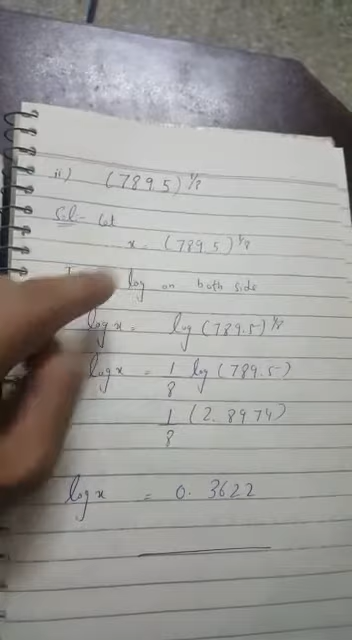 ii) (789.5)^1/8
Sol:- Let
x = (789.5)^1/8
log on both side
log x = log (789.5)^1/8
log x = 1/8 log (789.5)
1/8 (2.8974)
log x = 0.3622